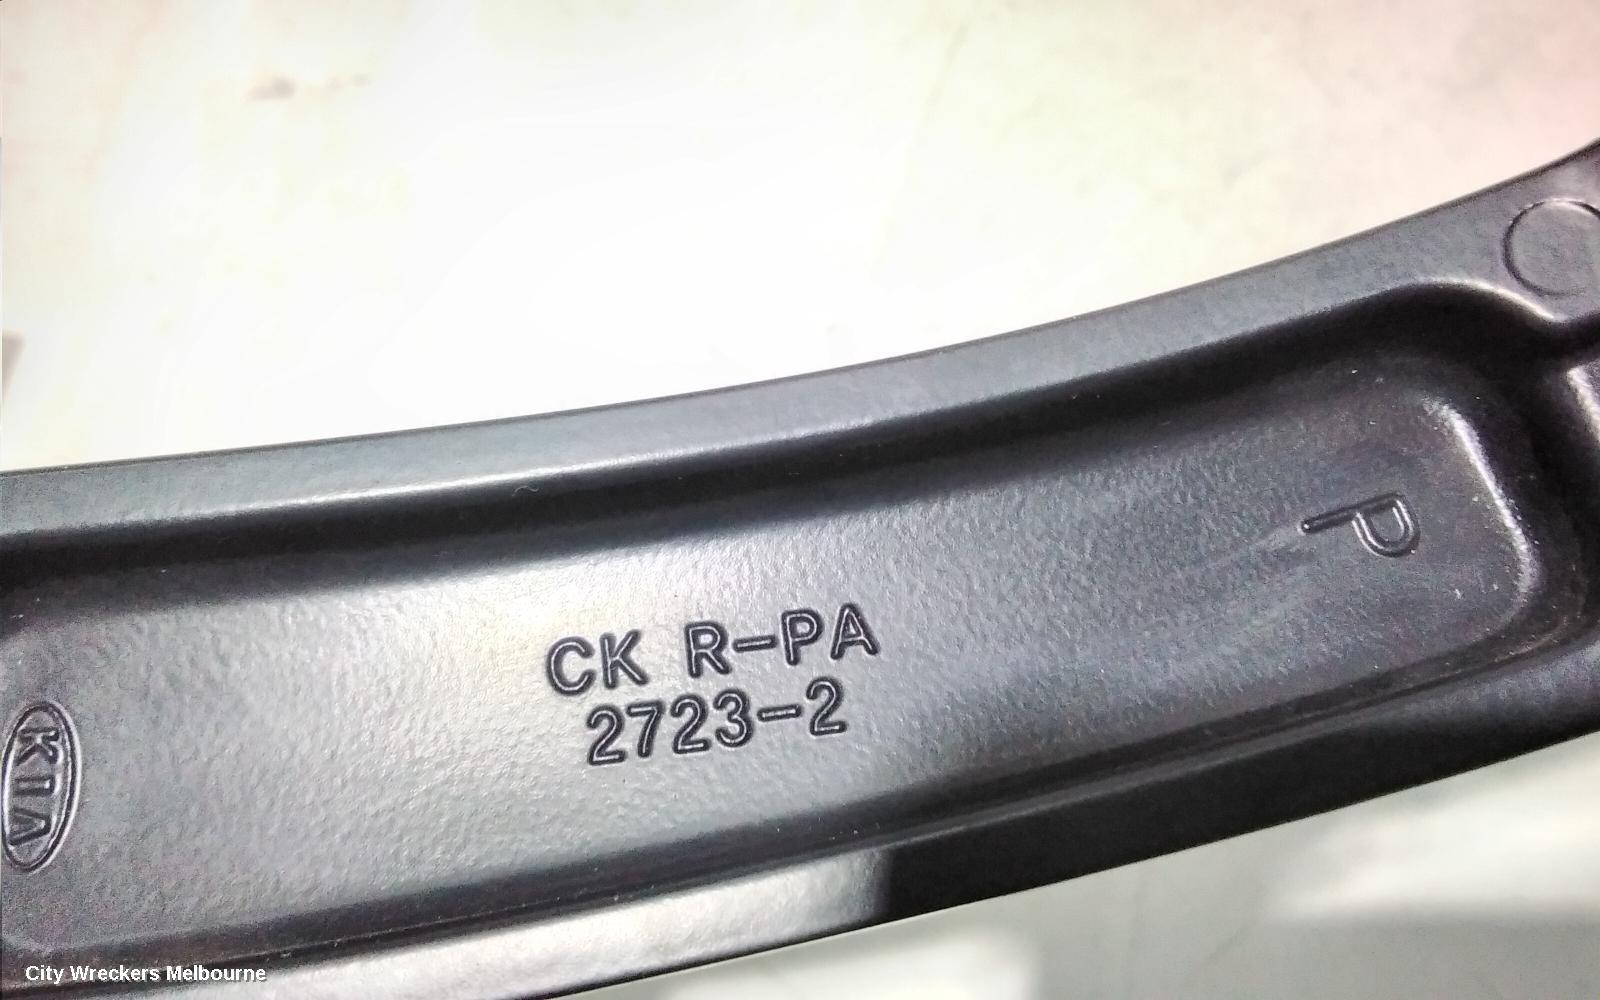 P
CK R-PA
2723-2
KIA
City Wreckers Melbourne